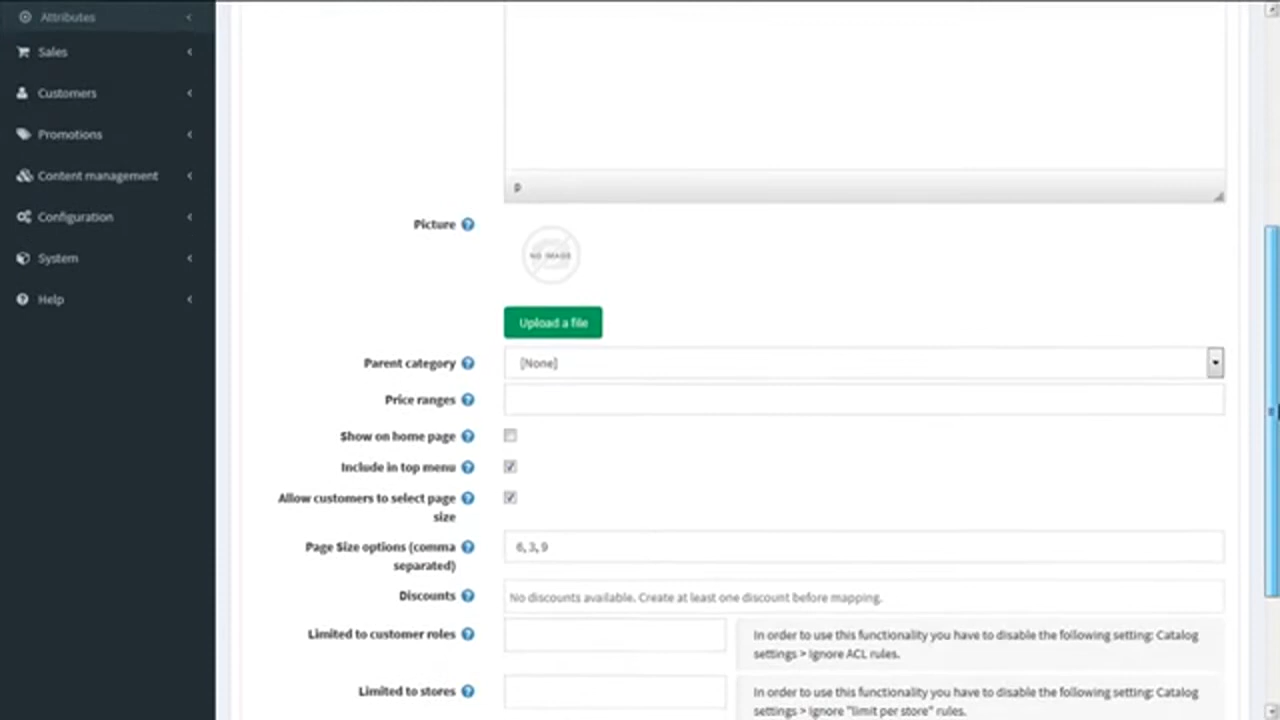 Attributes
Sales
Customers
Promotions
Content management
Configuration
System
Help
p
Picture
NO IMAGE
Upload a file
Parent category
[None]
Price ranges
Show on home page
Include in top menu
Allow customers to select page
size
Page Size options (comma
separated)
6, 3, 9
Discounts
No discounts available. Create at least one discount before mapping.
Limited to customer roles
In order to use this functionality you have to disable the following setting: Catalog
settings > Ignore ACL rules.
Limited to stores
In order to use this functionality you have to disable the following setting: Catalog
settings > Ignore "limit per store" rules.